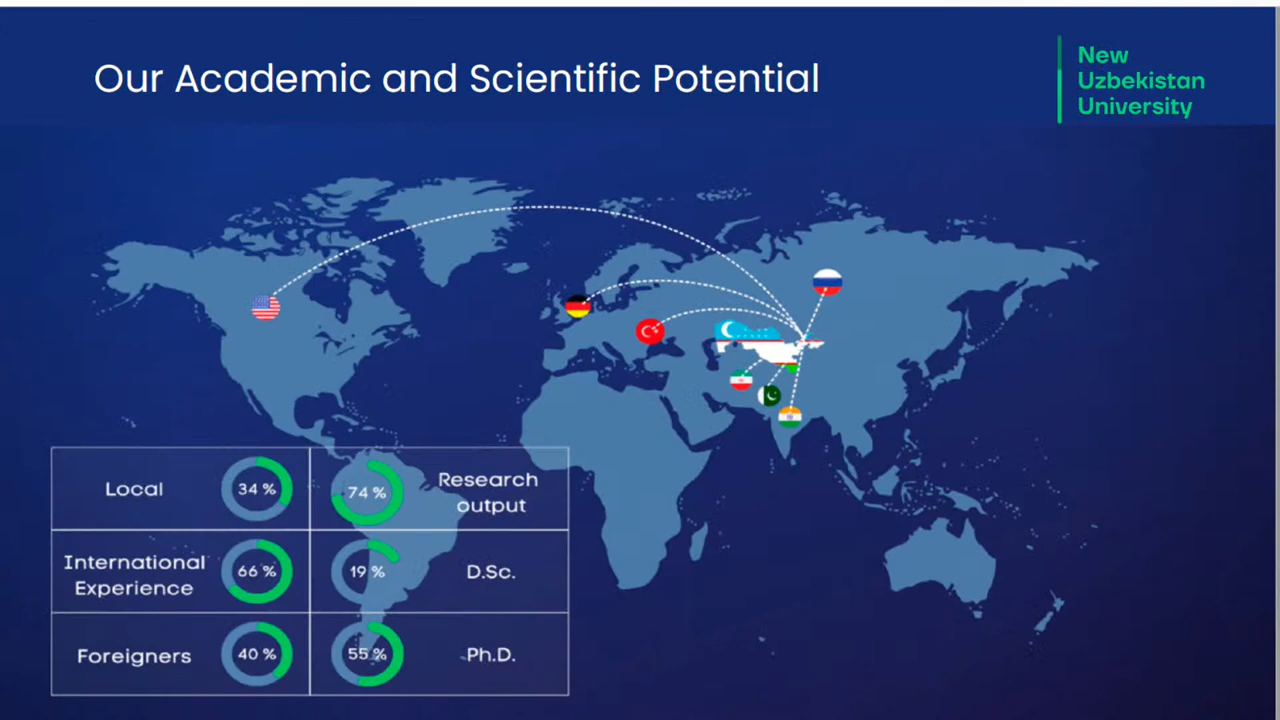 Our Academic and Scientific Potential
New
Uzbekistan
University
Local
34 %
74 %
Research
output
International
Experience
66 %
19 %
D.Sc.
Foreigners
40 %
55 %
Ph.D.